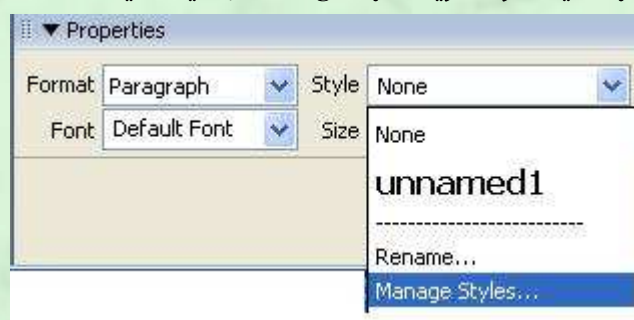 Properties
Format Paragraph Style None
Font Default Font Size None
unnamed1
------------------------
Rename...
Manage Styles...